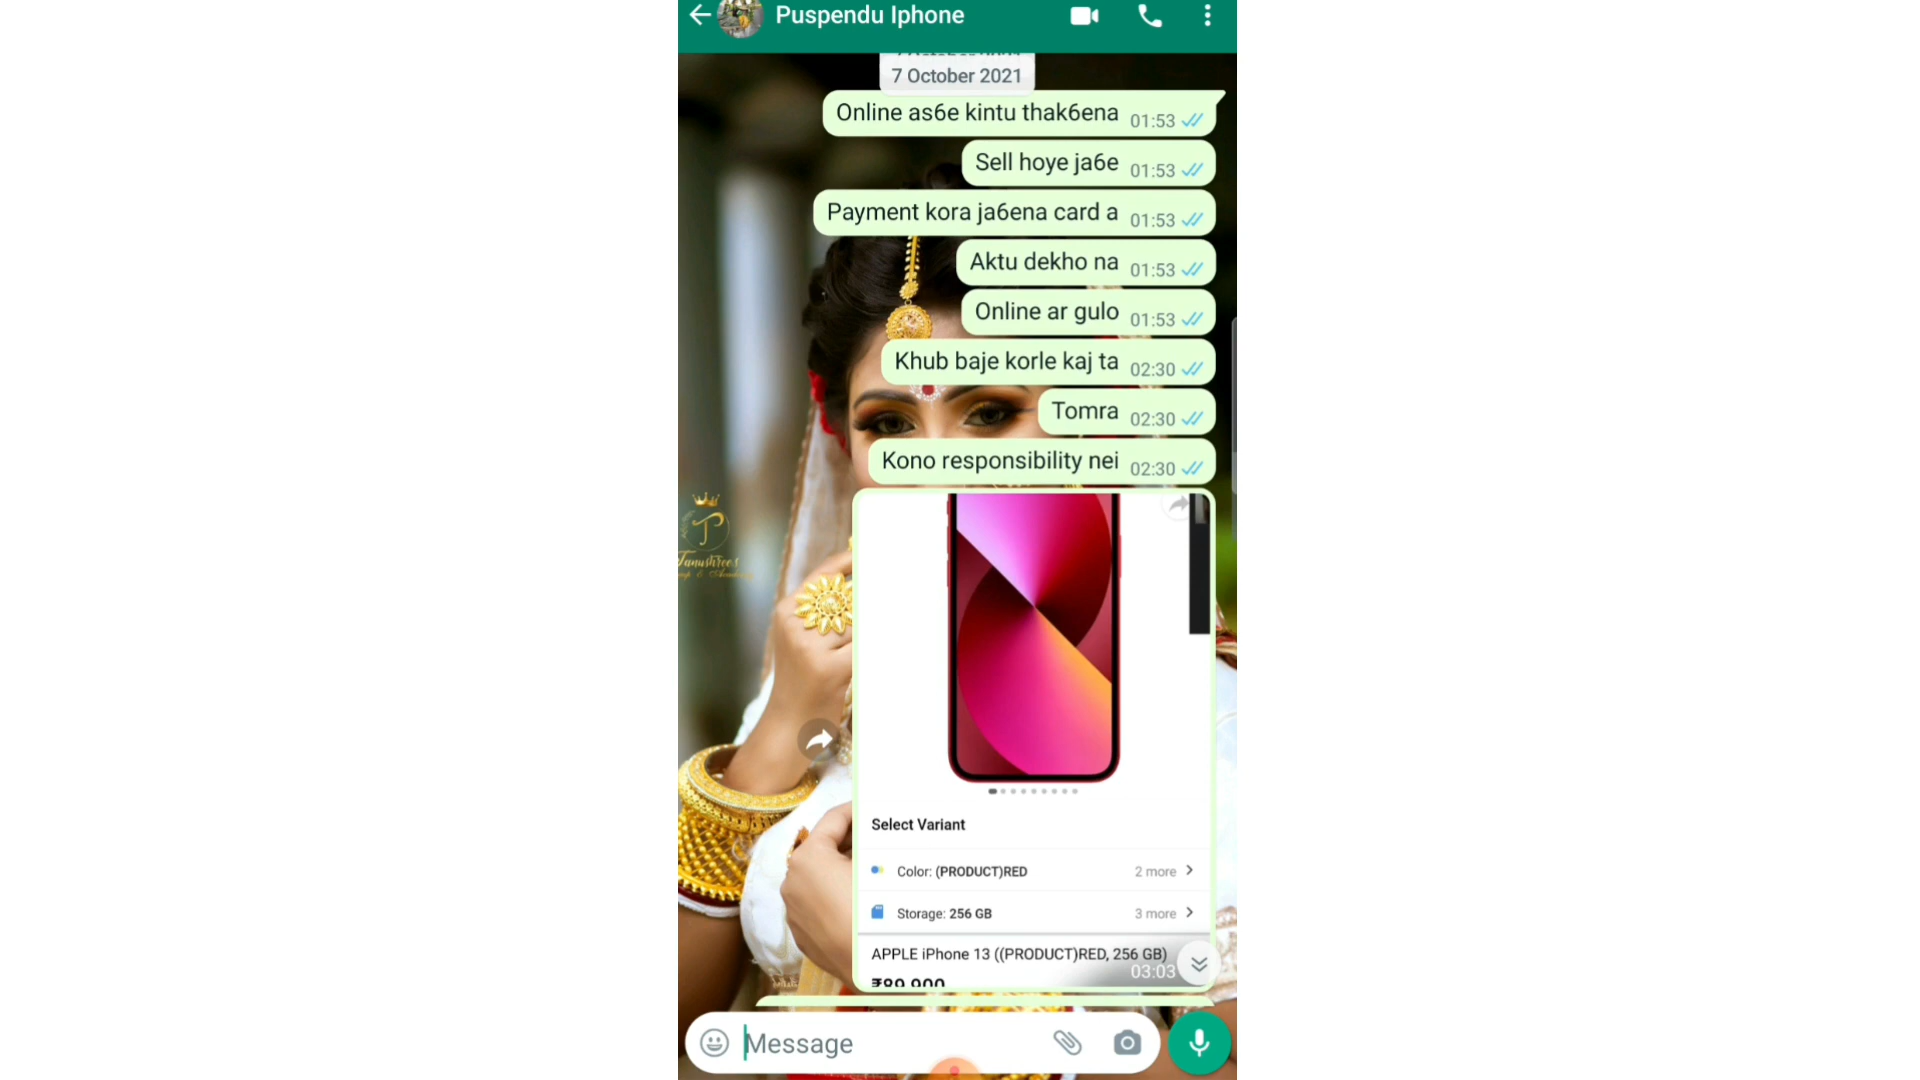 Puspendu Iphone
7 October 2021
Online as6e kintu thak6ena 01:53
Sell hoye ja6e 01:53
Payment kora ja6ena card a 01:53
Aktu dekho na 01:53
Online ar gulo 01:53
Khub baje korle kaj ta 02:30
Tomra 02:30
Kono responsibility nei 02:30
T
Tanushree's
Select Variant
Color: (PRODUCT)RED 2 more
Storage: 256 GB 3 more
APPLE iPhone 13 ((PRODUCT)RED, 256 GB)
03:03
₹89,900
Message